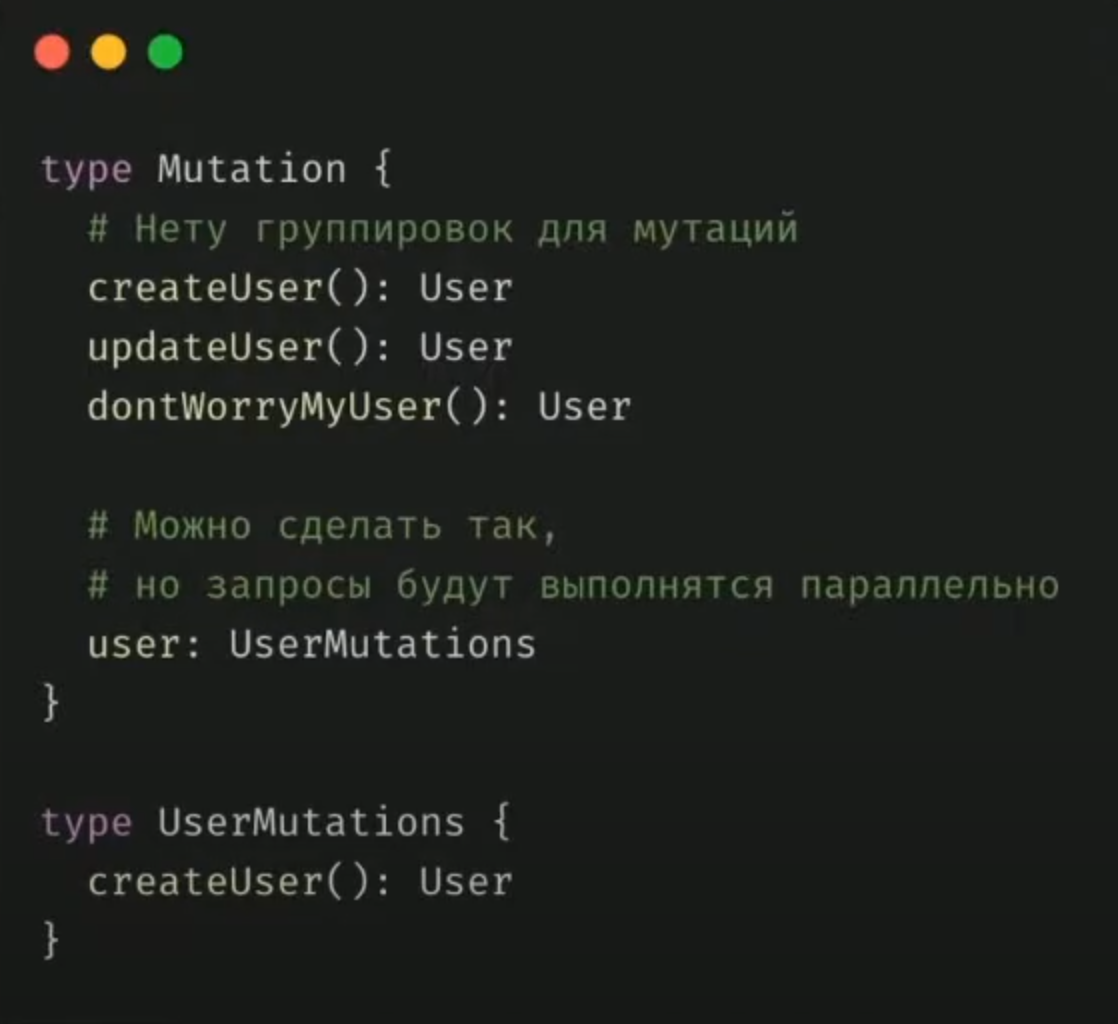 type Mutation {
# Нету группировок для мутаций
createUser(): User
updateUser(): User
dontWorryMyUser(): User
# Можно сделать так,
# но запросы будут выполнятся параллельно
user: UserMutations
}
type UserMutations {
createUser(): User
}